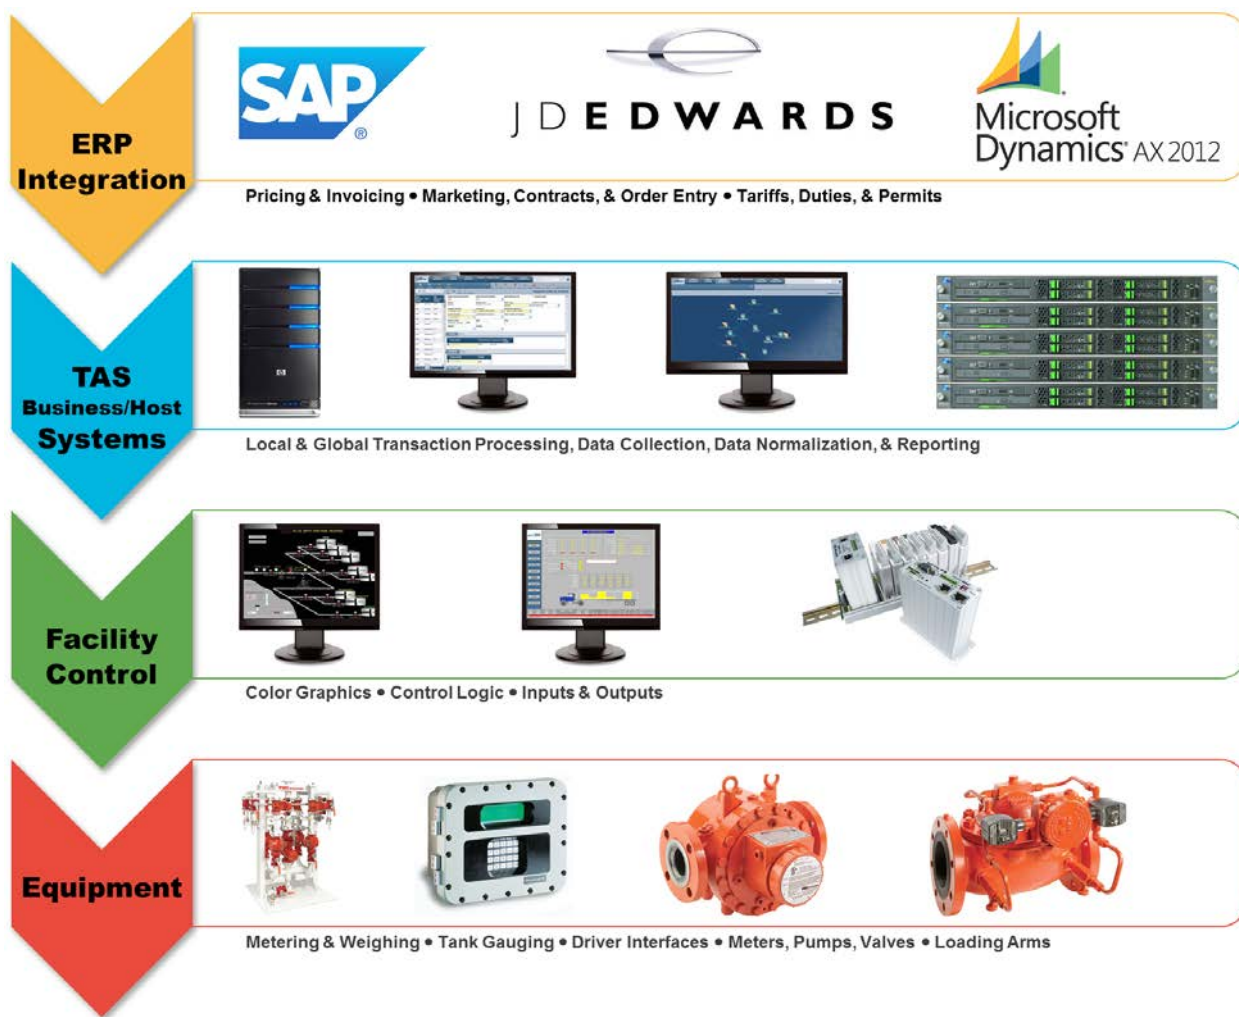 ERP
Integration
SAP
®
JDEDWARDS
Microsoft
Dynamics® AX 2012
Pricing & Invoicing • Marketing, Contracts, & Order Entry • Tariffs, Duties, & Permits
TAS
Business/Host
Systems
Local & Global Transaction Processing, Data Collection, Data Normalization, & Reporting
Facility
Control
Color Graphics • Control Logic • Inputs & Outputs
Equipment
Metering & Weighing • Tank Gauging • Driver Interfaces • Meters, Pumps, Valves • Loading Arms